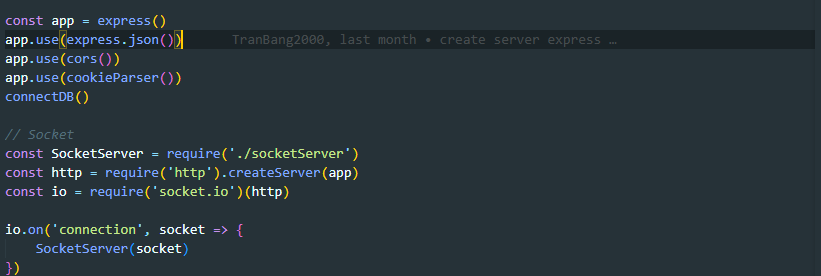 const app = express()
app.use(express.json()) TranBang2000, last month • create server express …
app.use(cors())
app.use(cookieParser())
connectDB()
// Socket
const SocketServer = require('./socketServer')
const http = require('http').createServer(app)
const io = require('socket.io')(http)
io.on('connection', socket => {
    SocketServer(socket)
})